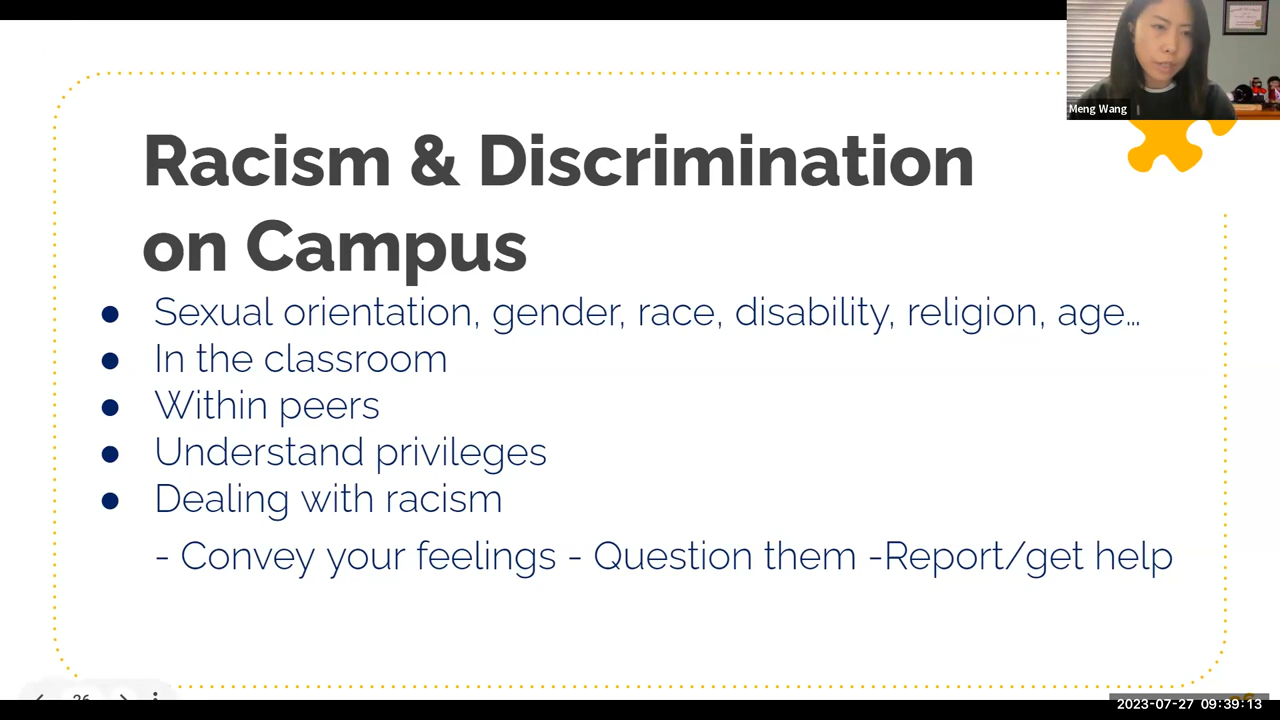 Meng Wang
Racism & Discrimination
on Campus
● Sexual orientation, gender, race, disability, religion, age...
● In the classroom
● Within peers
● Understand privileges
● Dealing with racism
- Convey your feelings - Question them -Report/get help
26
2023-07-27 09:39:13